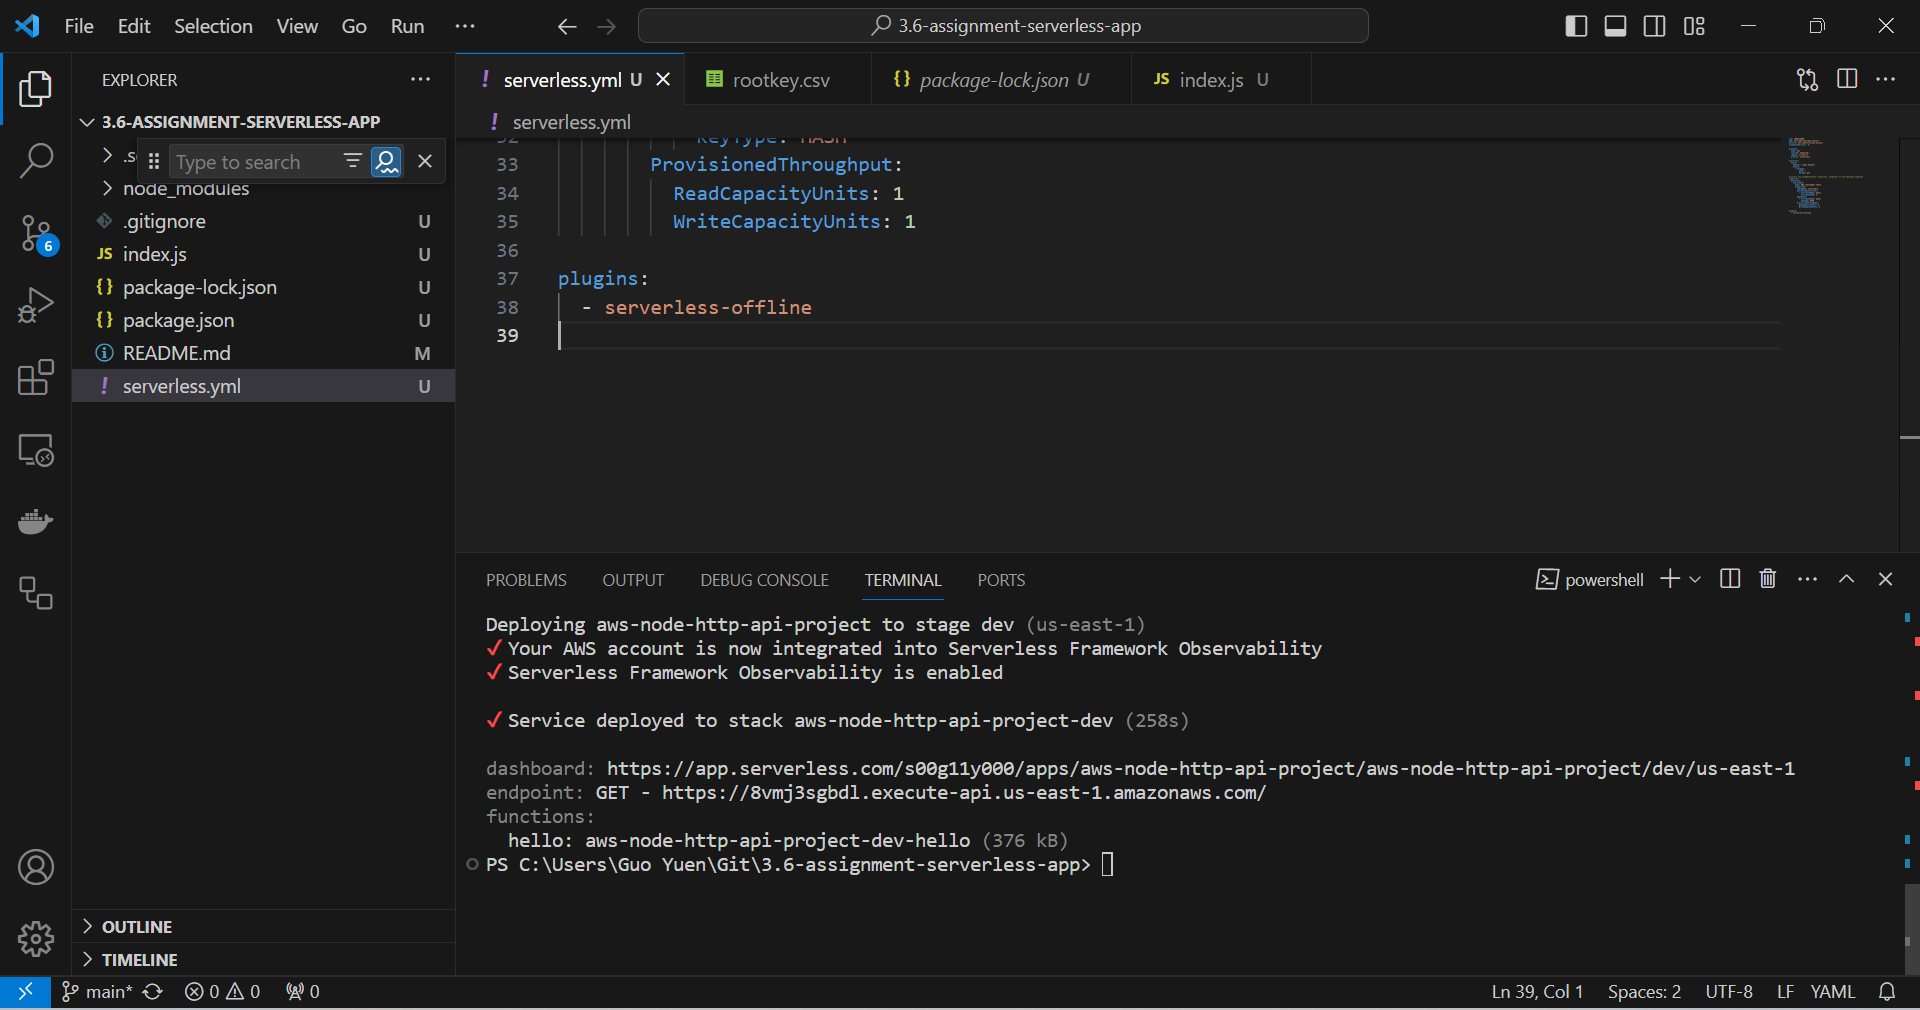 File Edit Selection View Go Run ···
3.6-assignment-serverless-app
EXPLORER
3.6-ASSIGNMENT-SERVERLESS-APP
.s
Type to search
node_modules
.gitignore U
JS index.js U
{} package-lock.json U
{} package.json U
README.md M
! serverless.yml U
6
OUTLINE
TIMELINE
! serverless.yml U
rootkey.csv
{} package-lock.json U
JS index.js U
! serverless.yml
32 KeyType: HASH
33 ProvisionedThroughput:
34 ReadCapacityUnits: 1
35 WriteCapacityUnits: 1
36
37 plugins:
38 - serverless-offline
39
PROBLEMS OUTPUT DEBUG CONSOLE TERMINAL PORTS
powershell
Deploying aws-node-http-api-project to stage dev (us-east-1)
✓ Your AWS account is now integrated into Serverless Framework Observability
✓ Serverless Framework Observability is enabled
✓ Service deployed to stack aws-node-http-api-project-dev (258s)
dashboard: https://app.serverless.com/s00g11y000/apps/aws-node-http-api-project/aws-node-http-api-project/dev/us-east-1
endpoint: GET - https://8vmj3sgbdl.execute-api.us-east-1.amazonaws.com/
functions:
hello: aws-node-http-api-project-dev-hello (376 kB)
PS C:\Users\Guo Yuen\Git\3.6-assignment-serverless-app>
main* 0 0 0
Ln 39, Col 1 Spaces: 2 UTF-8 LF YAML